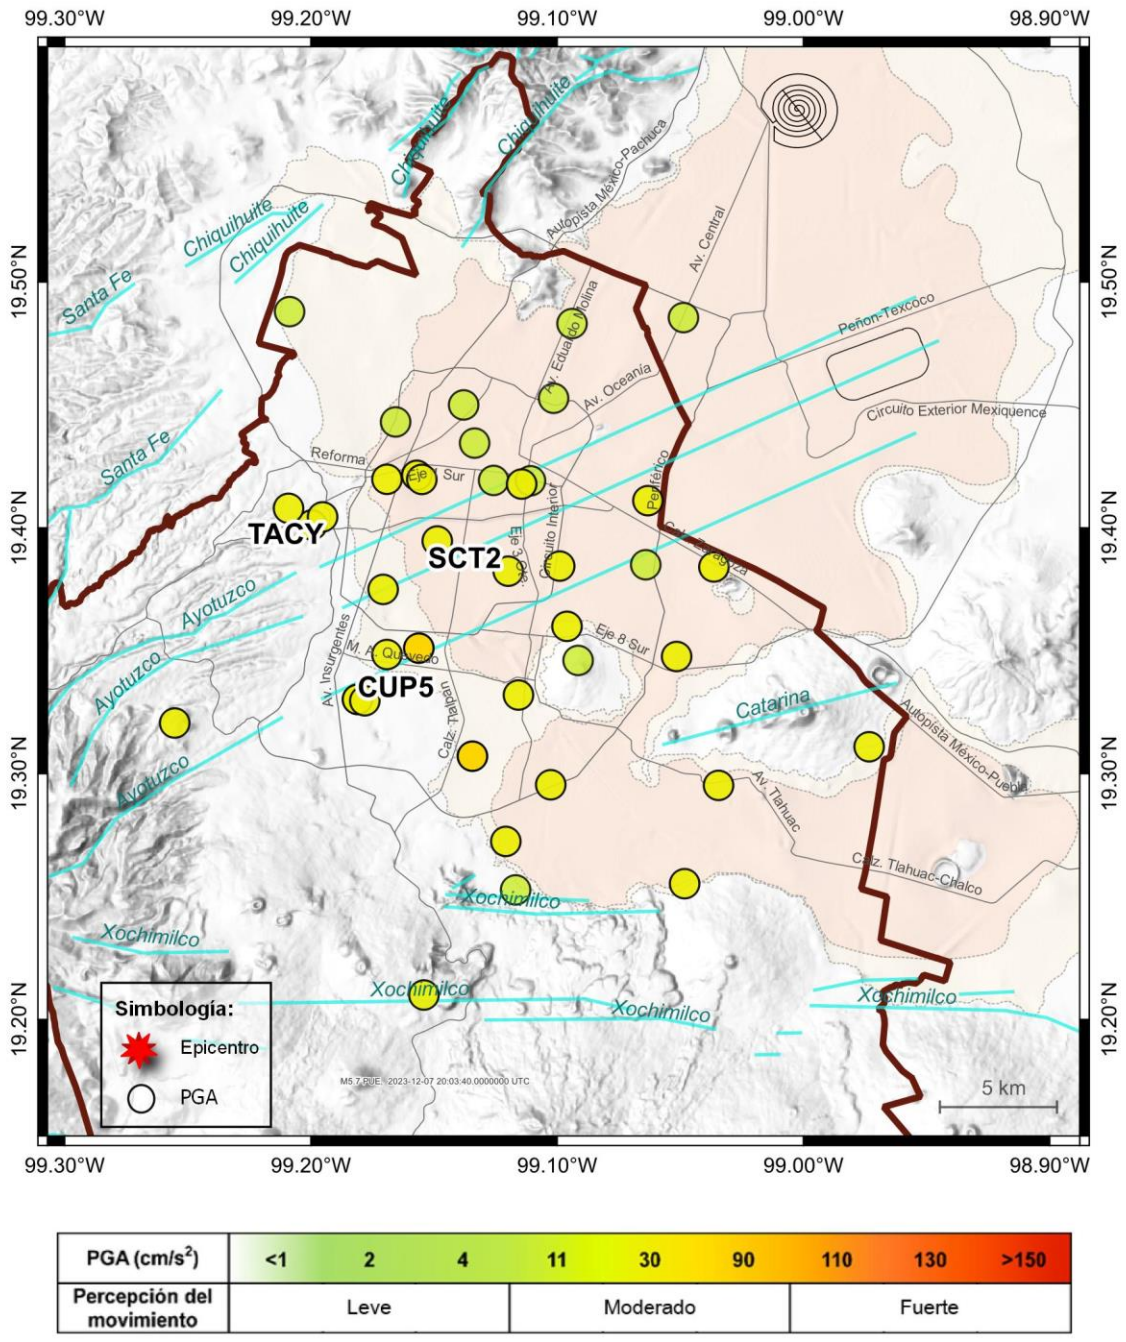 99.30°W 99.20°W 99.10°W 99.00°W 98.90°W
Chiquihuite
Chiquihuite
Autopista México-Pachuca
Chiquihuite
Chiquihuite
Av. Central
19.50°N
19.50°N
Santa Fe
Av. Eduardo Molina
Peñon-Texcoco
Av. Oceanía
Circuito Exterior Mexiquence
Santa Fe
Reforma
Eje 1 Sur
Periférico
Circuito Interior
19.40°N
19.40°N
TACY
SCT2
Eje 3 Ote.
Calz. Zaragoza
Ayotuzco
Av. Insurgentes
Eje 8 Sur
M. A. Quevedo
Ayotuzco
CUP5
Catarina
Calz. Tlalpan
Autopista México-Puebla
19.30°N
19.30°N
Ayotuzco
Av. Tlahuac
Calz. Tlahuac-Chalco
Xochimilco
Xochimilco
Xochimilco
Xochimilco
Xochimilco
19.20°N
19.20°N
Simbología:
Epicentro
PGA
M5.7 PUE. 2023-12-07 20:03:40.0000000 UTC
5 km
99.30°W 99.20°W 99.10°W 99.00°W 98.90°W
PGA (cm/s²) <1 2 4 11 30 90 110 130 >150
Percepción del
movimiento Leve Moderado Fuerte